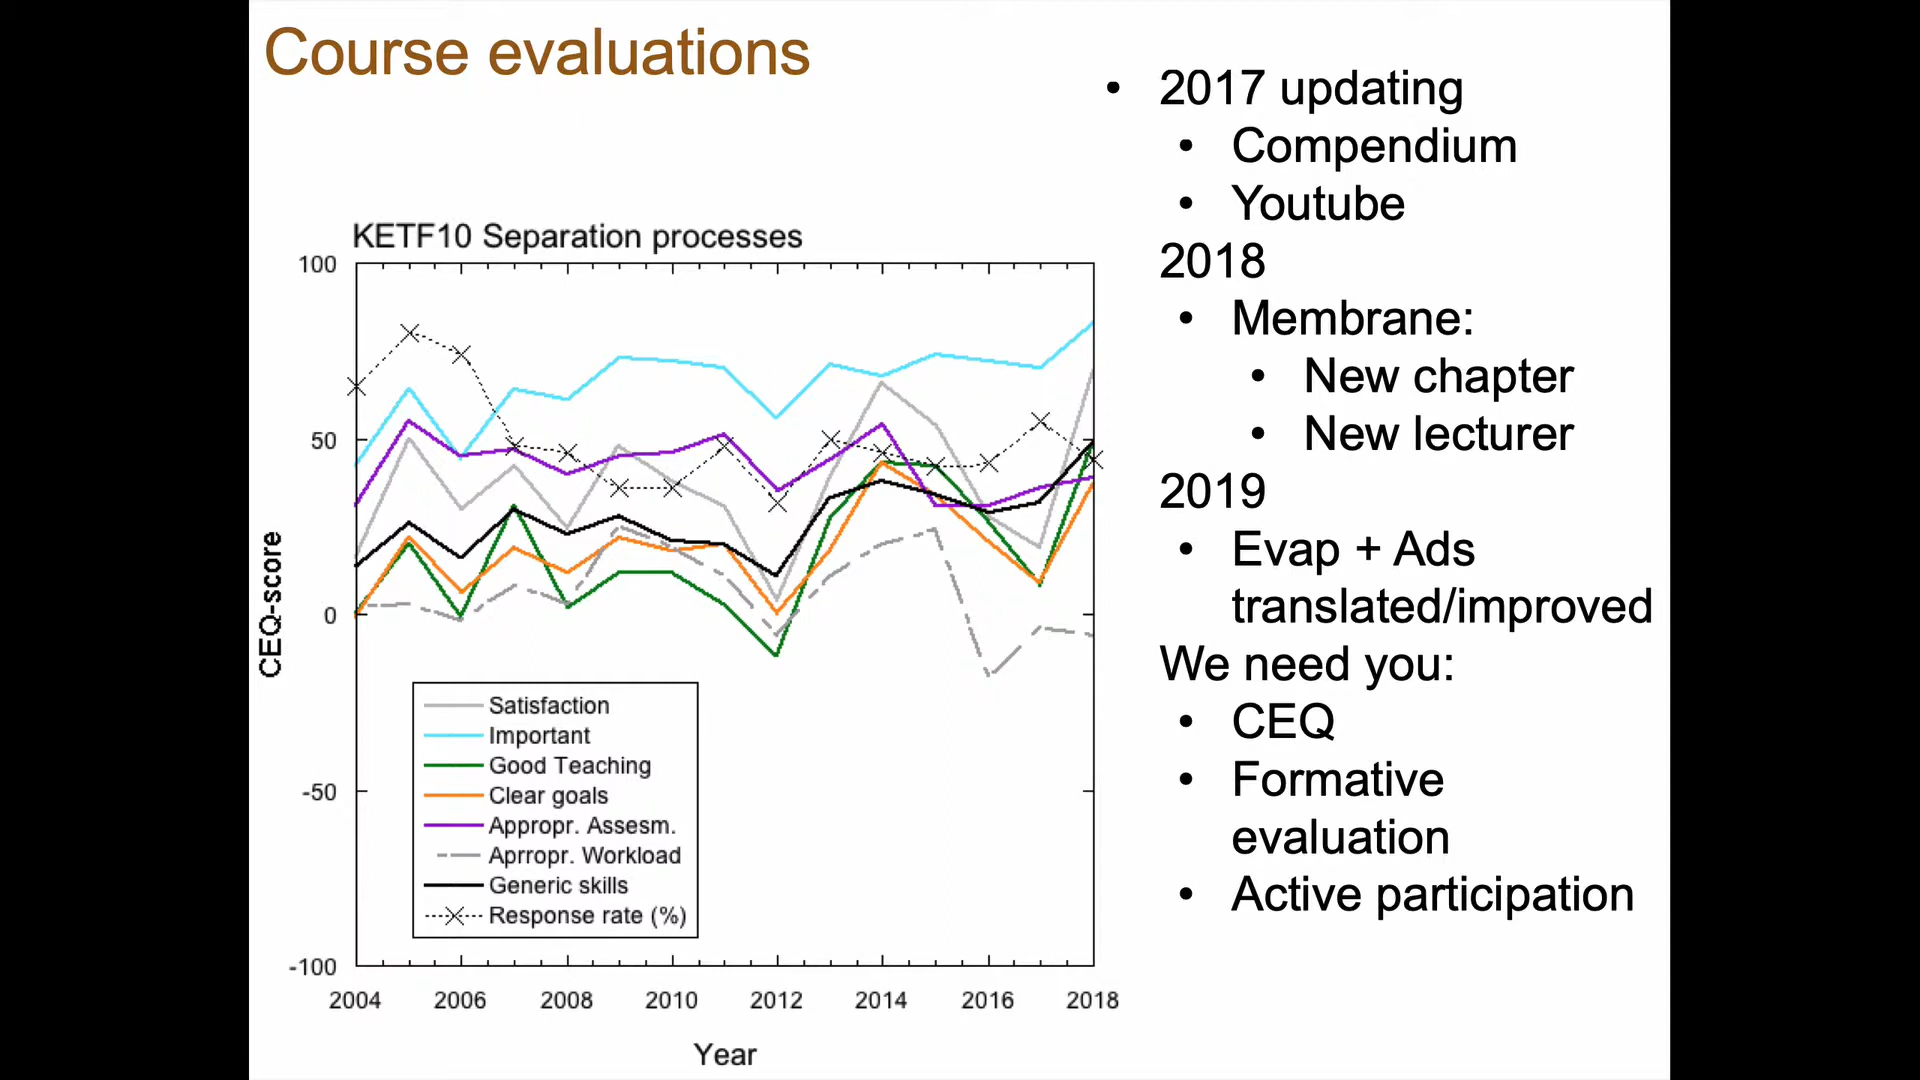 Course evaluations
• 2017 updating
• Compendium
• Youtube
2018
• Membrane:
• New chapter
• New lecturer
2019
• Evap + Ads
translated/improved
We need you:
• CEQ
• Formative
evaluation
• Active participation
KETF10 Separation processes
100
50
0
-50
-100
CEQ-score
Satisfaction
Important
Good Teaching
Clear goals
Appropr. Assesm.
Aprropr. Workload
Generic skills
Response rate (%)
2004 2006 2008 2010 2012 2014 2016 2018
Year